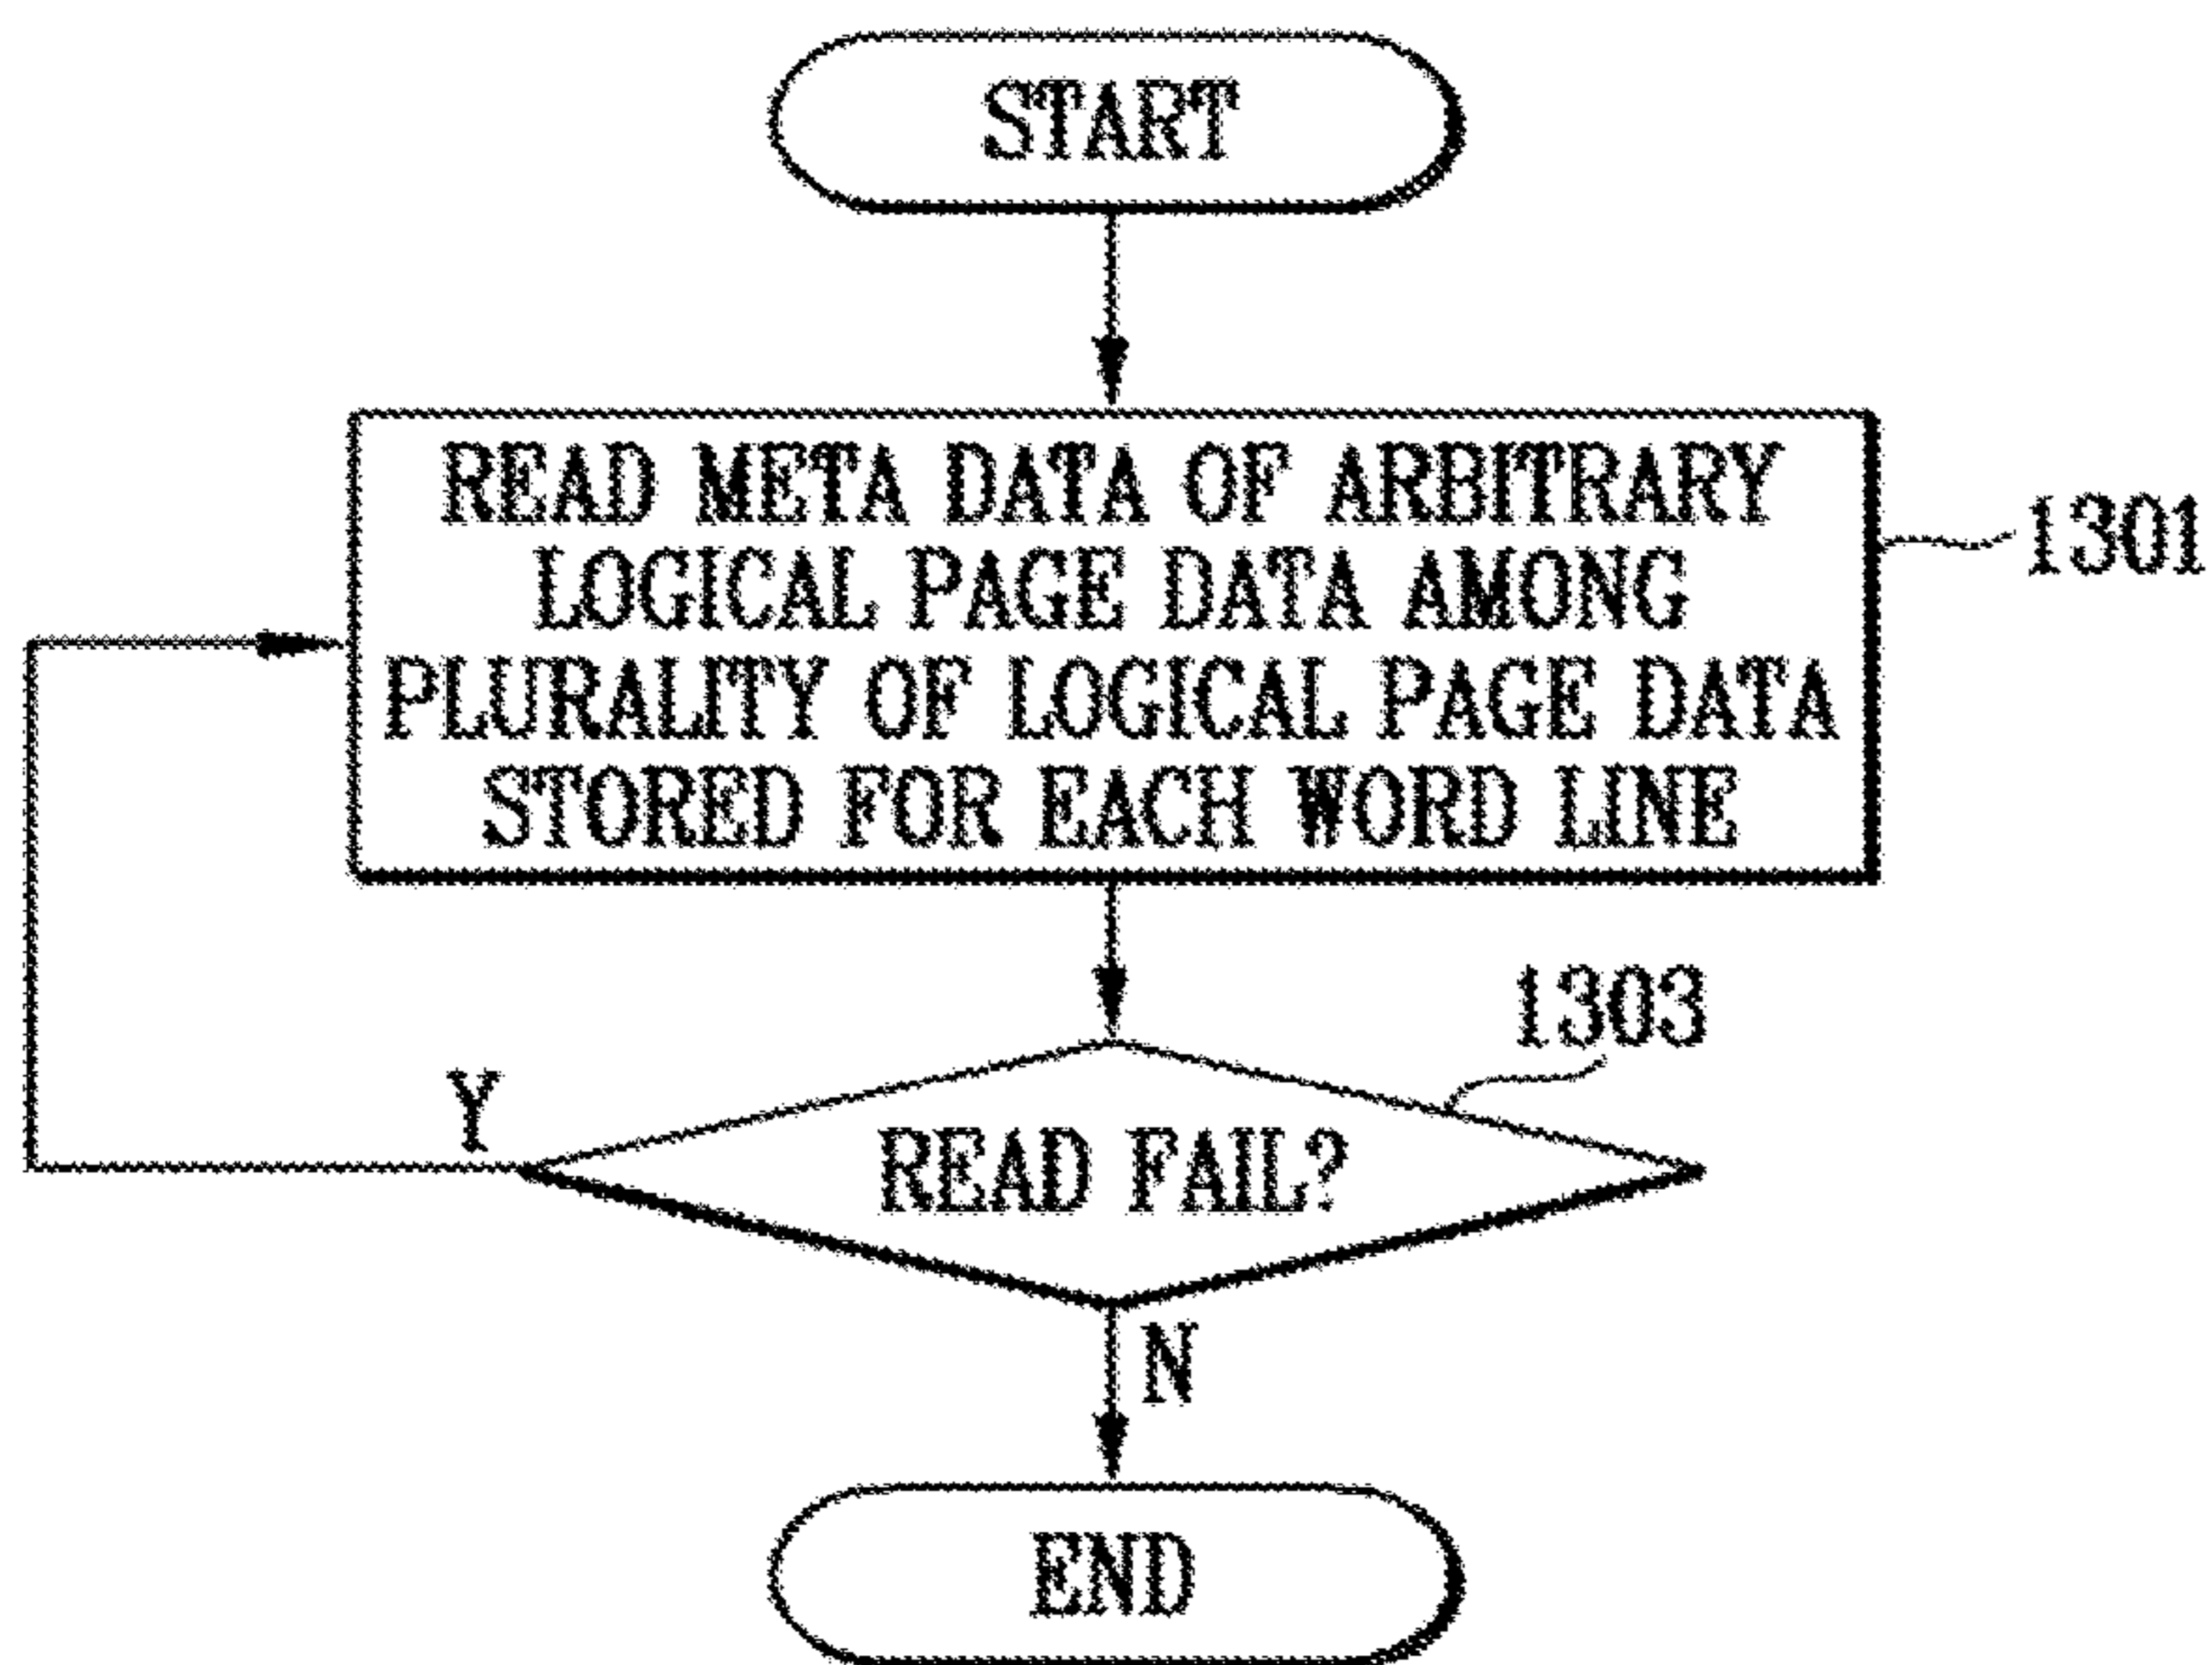 START
READ META DATA OF ARBITRARY
LOGICAL PAGE DATA AMONG
PLURALITY OF LOGICAL PAGE DATA
STORED FOR EACH WORD LINE
1301
1303
Y
READ FAIL?
N
END